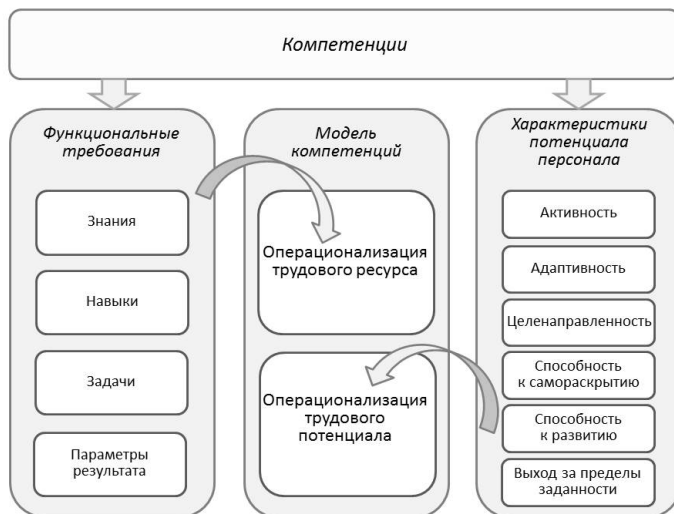 Компетенции
Функциональные
требования
Знания
Навыки
Задачи
Параметры
результата
Модель
компетенций
Операционализация
трудового ресурса
Операционализация
трудового
потенциала
Характеристики
потенциала
персонала
Активность
Адаптивность
Целенаправленность
Способность
к самораскрытию
Способность
к развитию
Выход за пределы
заданности